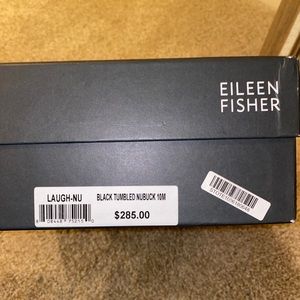 EILEEN
FISHER
LAUGH-NU
BLACK TUMBLED NUBUCK 10M
$285.00